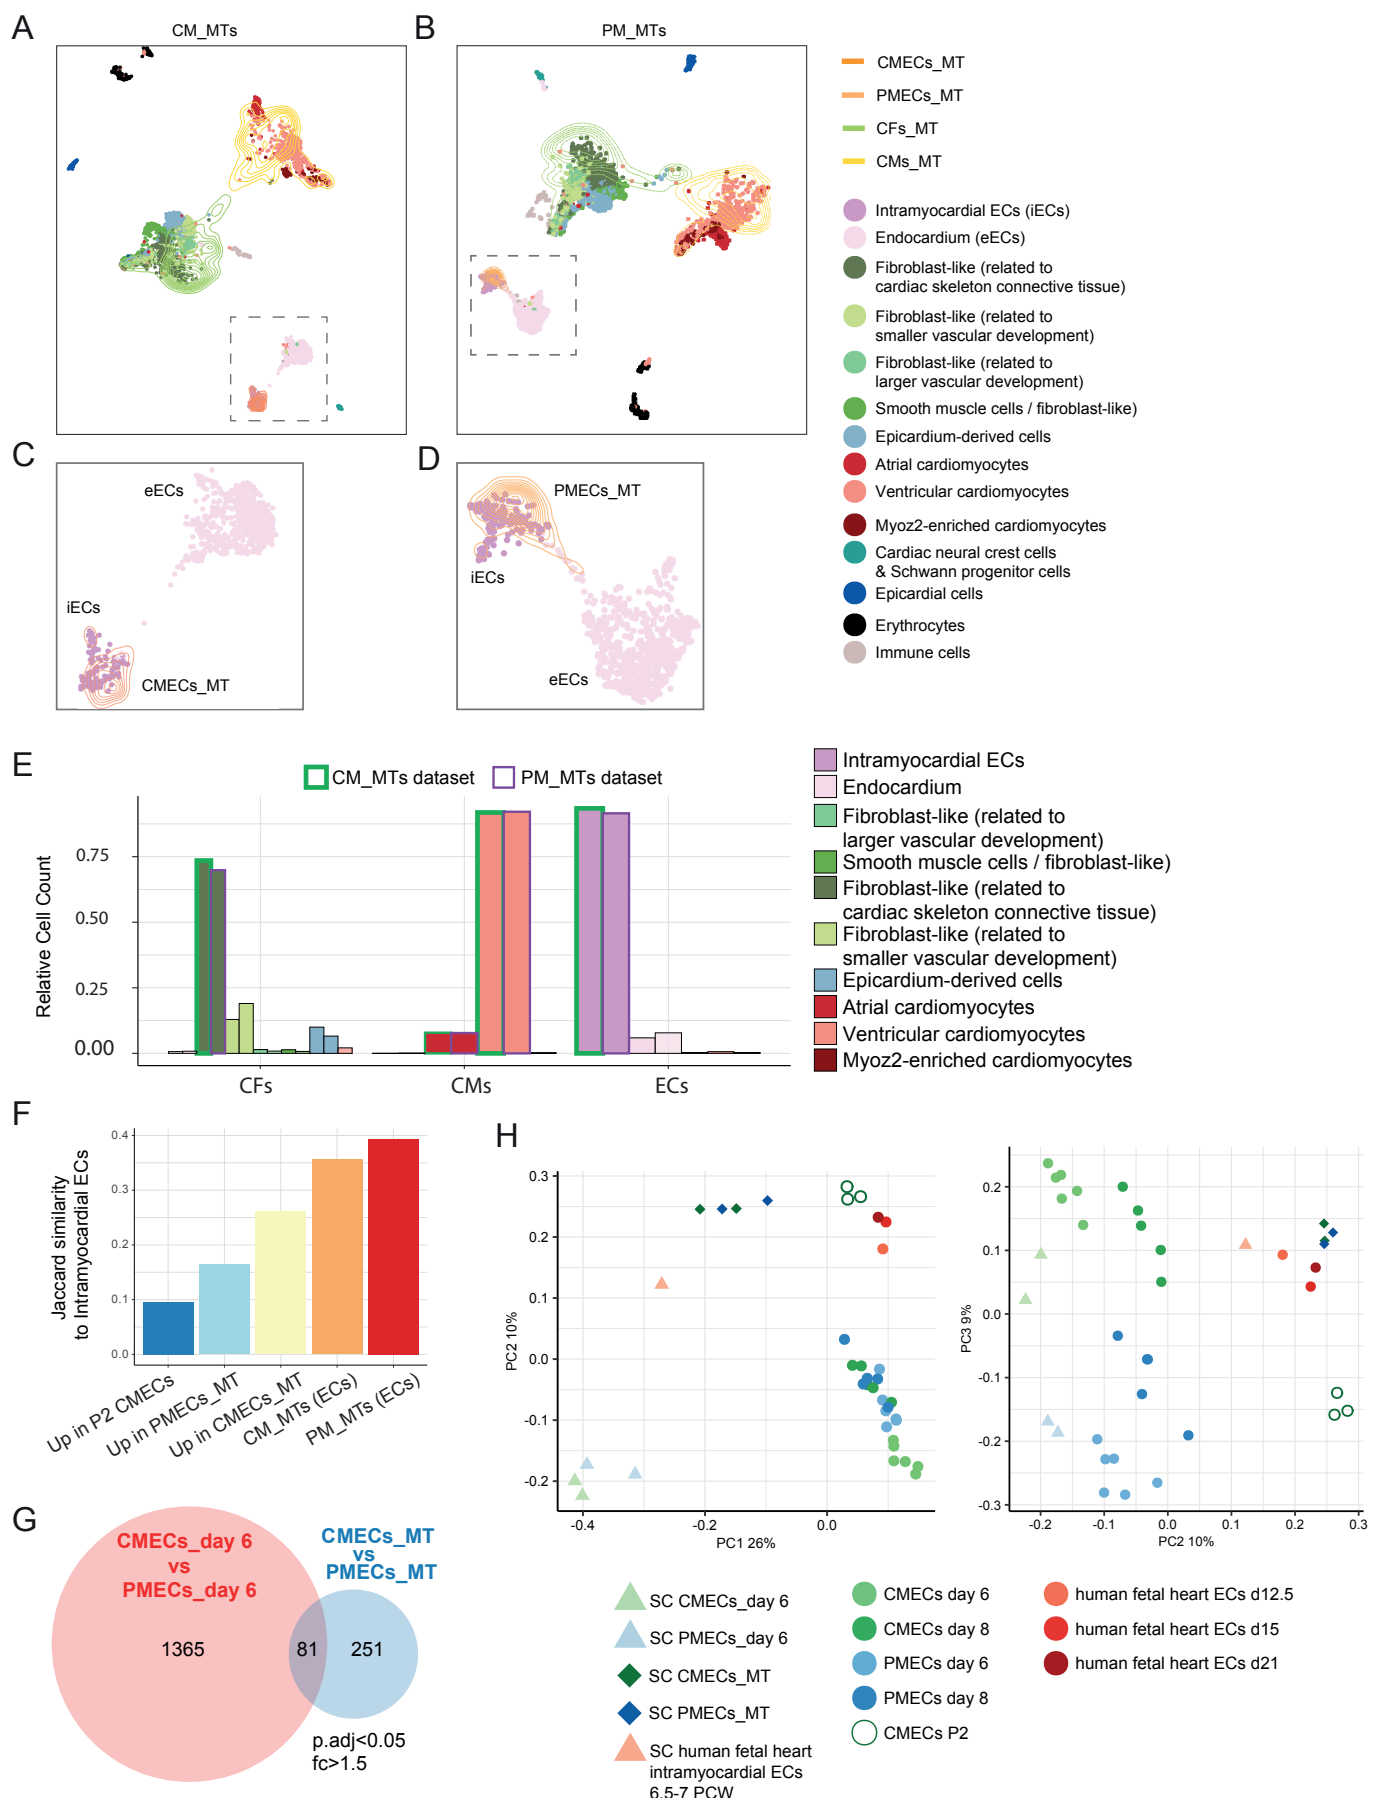 A
CM_MTs
B
PM_MTs
CMECs_MT
PMECs_MT
CFs_MT
CMs_MT
Intramyocardial ECs (iECs)
Endocardium (eECs)
Fibroblast-like (related to
cardiac skeleton connective tissue)
Fibroblast-like (related to
smaller vascular development)
Fibroblast-like (related to
larger vascular development)
Smooth muscle cells / fibroblast-like)
Epicardium-derived cells
Atrial cardiomyocytes
Ventricular cardiomyocytes
Myoz2-enriched cardiomyocytes
Cardiac neural crest cells
& Schwann progenitor cells
Epicardial cells
Erythrocytes
Immune cells
C
eECs
iECs
CMECs_MT
D
PMECs_MT
iECs
eECs
E
CM_MTs dataset
PM_MTs dataset
Relative Cell Count
0.75
0.50
0.25
0.00
CFs
CMs
ECs
Intramyocardial ECs
Endocardium
Fibroblast-like (related to
larger vascular development)
Smooth muscle cells / fibroblast-like)
Fibroblast-like (related to
cardiac skeleton connective tissue)
Fibroblast-like (related to
smaller vascular development)
Epicardium-derived cells
Atrial cardiomyocytes
Ventricular cardiomyocytes
Myoz2-enriched cardiomyocytes
F
Jaccard similarity
to Intramyocardial ECs
0.4
0.3
0.2
0.1
0.0
Up in P2 CMECs
Up in PMECs_MT
Up in CMECs_MT
CM_MTs (ECs)
PM_MTs (ECs)
G
CMECs_day 6
vs
PMECs_day 6
CMECs_MT
vs
PMECs_MT
1365
81
251
p.adj<0.05
fc>1.5
H
PC2 10%
0.3
0.2
0.1
0.0
-0.1
-0.2
-0.4
-0.2
0.0
PC1 26%
PC3 9%
0.2
0.1
0.0
-0.1
-0.2
-0.3
-0.2
-0.1
0.0
0.1
0.2
0.3
PC2 10%
SC CMECs_day 6
SC PMECs_day 6
SC CMECs_MT
SC PMECs_MT
SC human fetal heart
intramyocardial ECs
6.5-7 PCW
CMECs day 6
CMECs day 8
PMECs day 6
PMECs day 8
CMECs P2
human fetal heart ECs d12.5
human fetal heart ECs d15
human fetal heart ECs d21